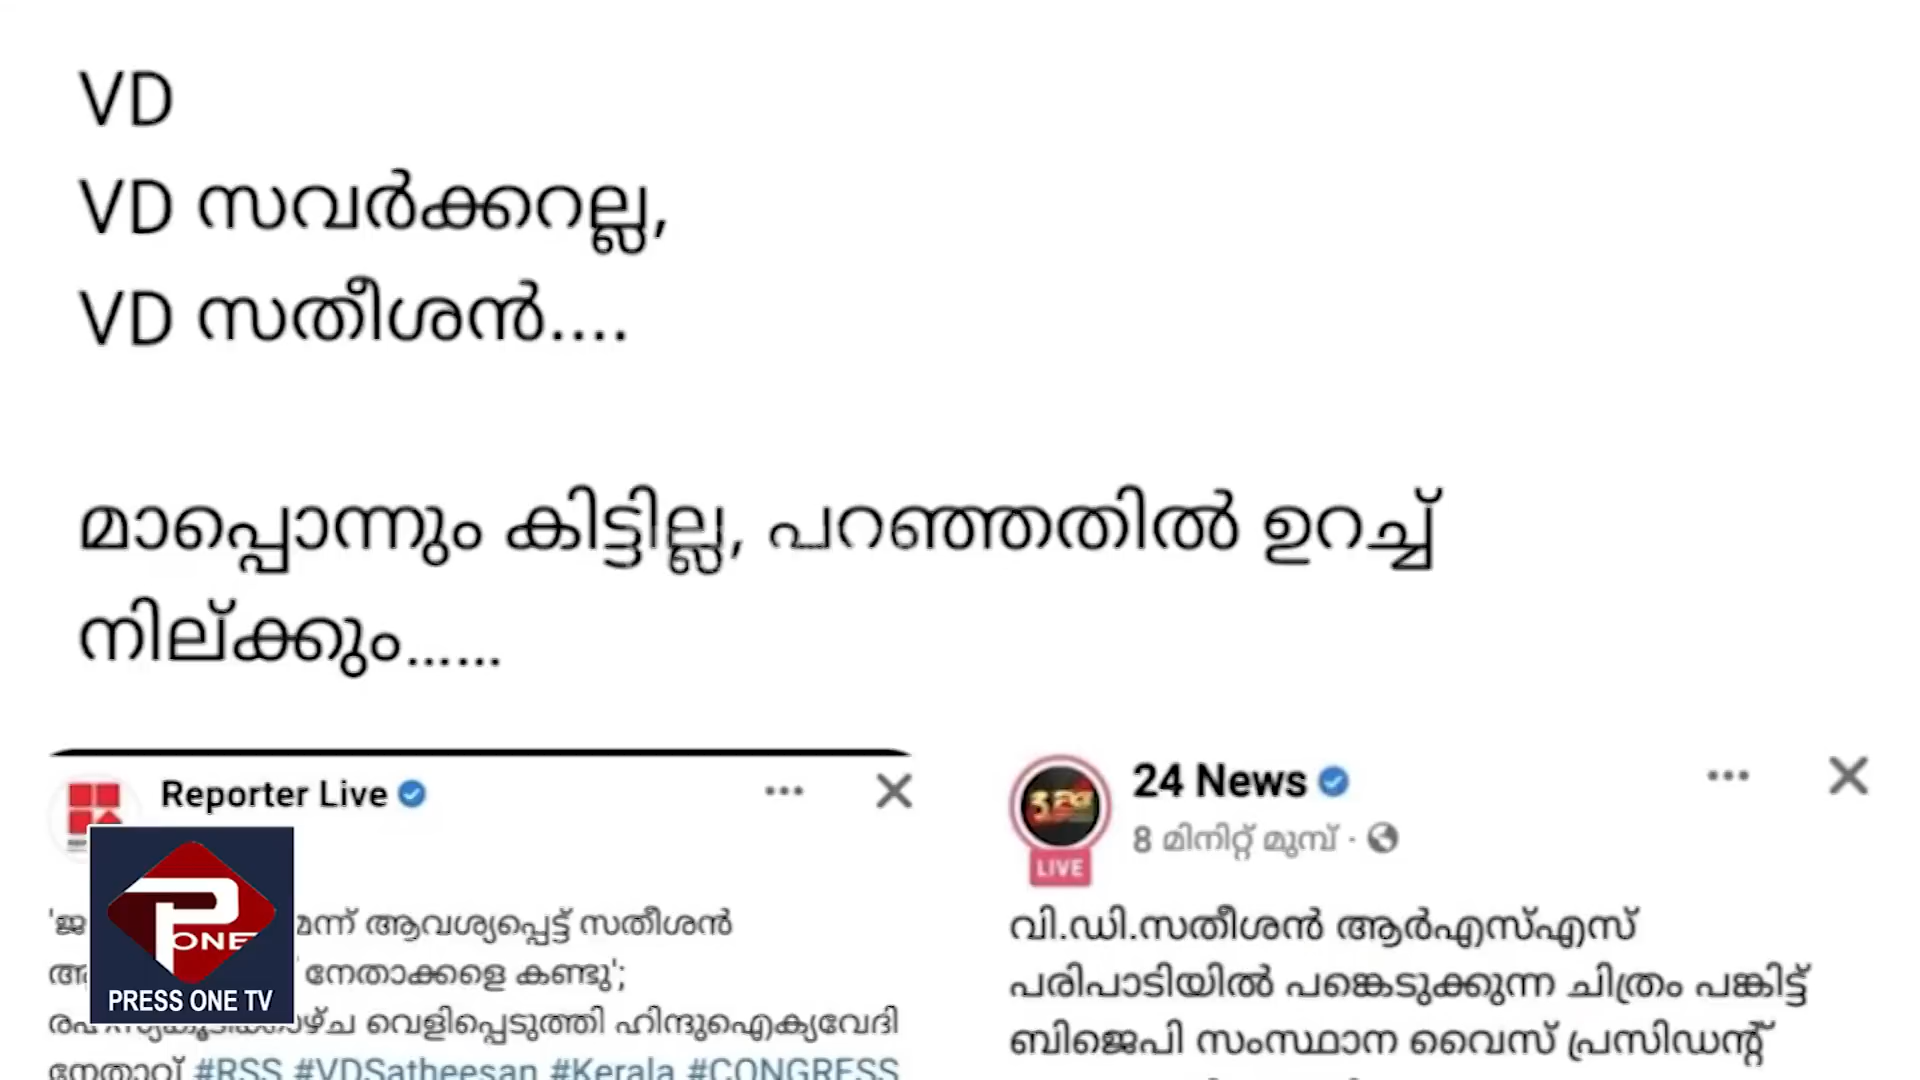 VD
VD സവർക്കറല്ല,
VD സതീശൻ....
മാപ്പൊന്നും കിട്ടില്ല, പറഞ്ഞതിൽ ഉറച്ച്
നില്ക്കും......
Reporter Live
മന്ന് ആവശ്യപ്പെട്ട് സതീശൻ
നേതാക്കളെ കണ്ടു';
വെളിപ്പെടുത്തി ഹിന്ദുഐക്യവേദി
നേതാവ് #RSS #VDSatheesan #Kerala #CONGRESS
P ONE
PRESS ONE TV
24 News
LIVE
8 മിനിറ്റ് മുമ്പ് ·
വി.ഡി.സതീശൻ ആർഎസ്എസ്
പരിപാടിയിൽ പങ്കെടുക്കുന്ന ചിത്രം പങ്കിട്ട്
ബിജെപി സംസ്ഥാന വൈസ് പ്രസിഡന്റ്